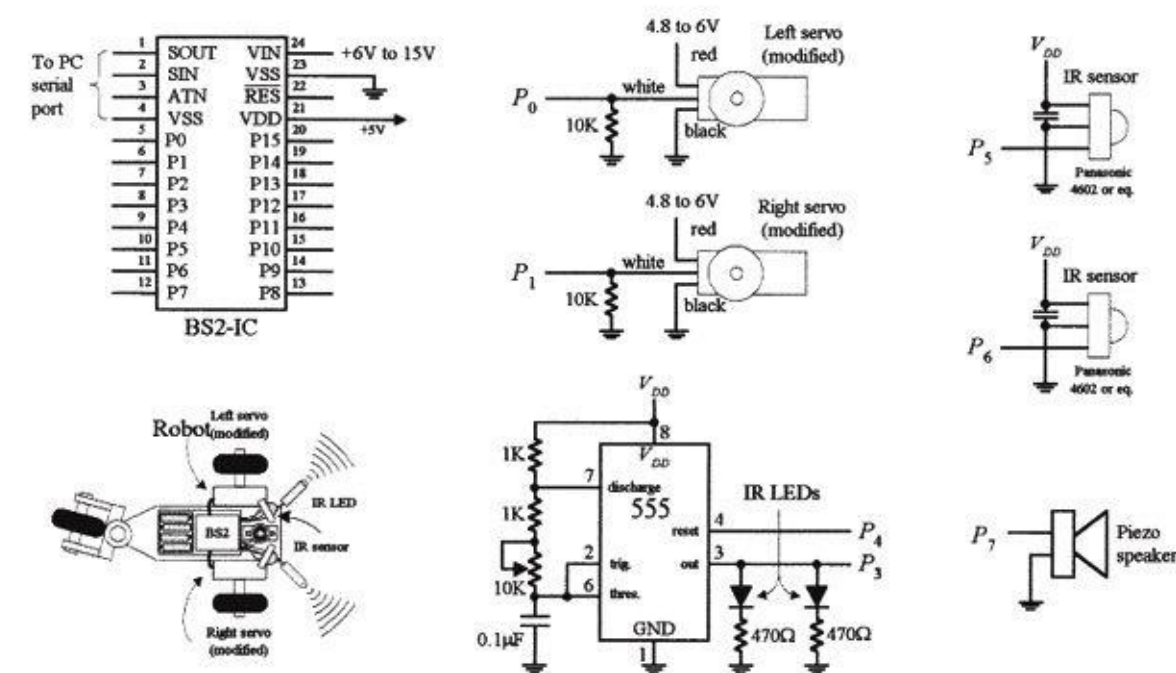 To PC
serial
port
1 SOUT VIN 24 +6V to 15V
2 SIN VSS 23
3 ATN RES 22
4 VSS VDD 21 +5V
5 P0 P15 20
6 P1 P14 19
7 P2 P13 18
8 P3 P12 17
9 P4 P11 16
10 P5 P10 15
11 P6 P9 14
12 P7 P8 13
BS2-IC
4.8 to 6V
red
Left servo
(modified)
P0
white
10K
black
4.8 to 6V
red
Right servo
(modified)
P1
white
10K
black
VDD
IR sensor
P5
Panasonic
4602 or eq.
VDD
IR sensor
P6
Panasonic
4602 or eq.
Left servo
Robot (modified)
IR LED
BS2
IR sensor
Right servo
(modified)
VDD
8
VDD
1K
7 discharge
555
IR LEDs
1K
reset 4 P4
2 trig.
out 3 P3
10K
6 thres.
0.1µF
GND
1
470Ω 470Ω
P7
Piezo
speaker